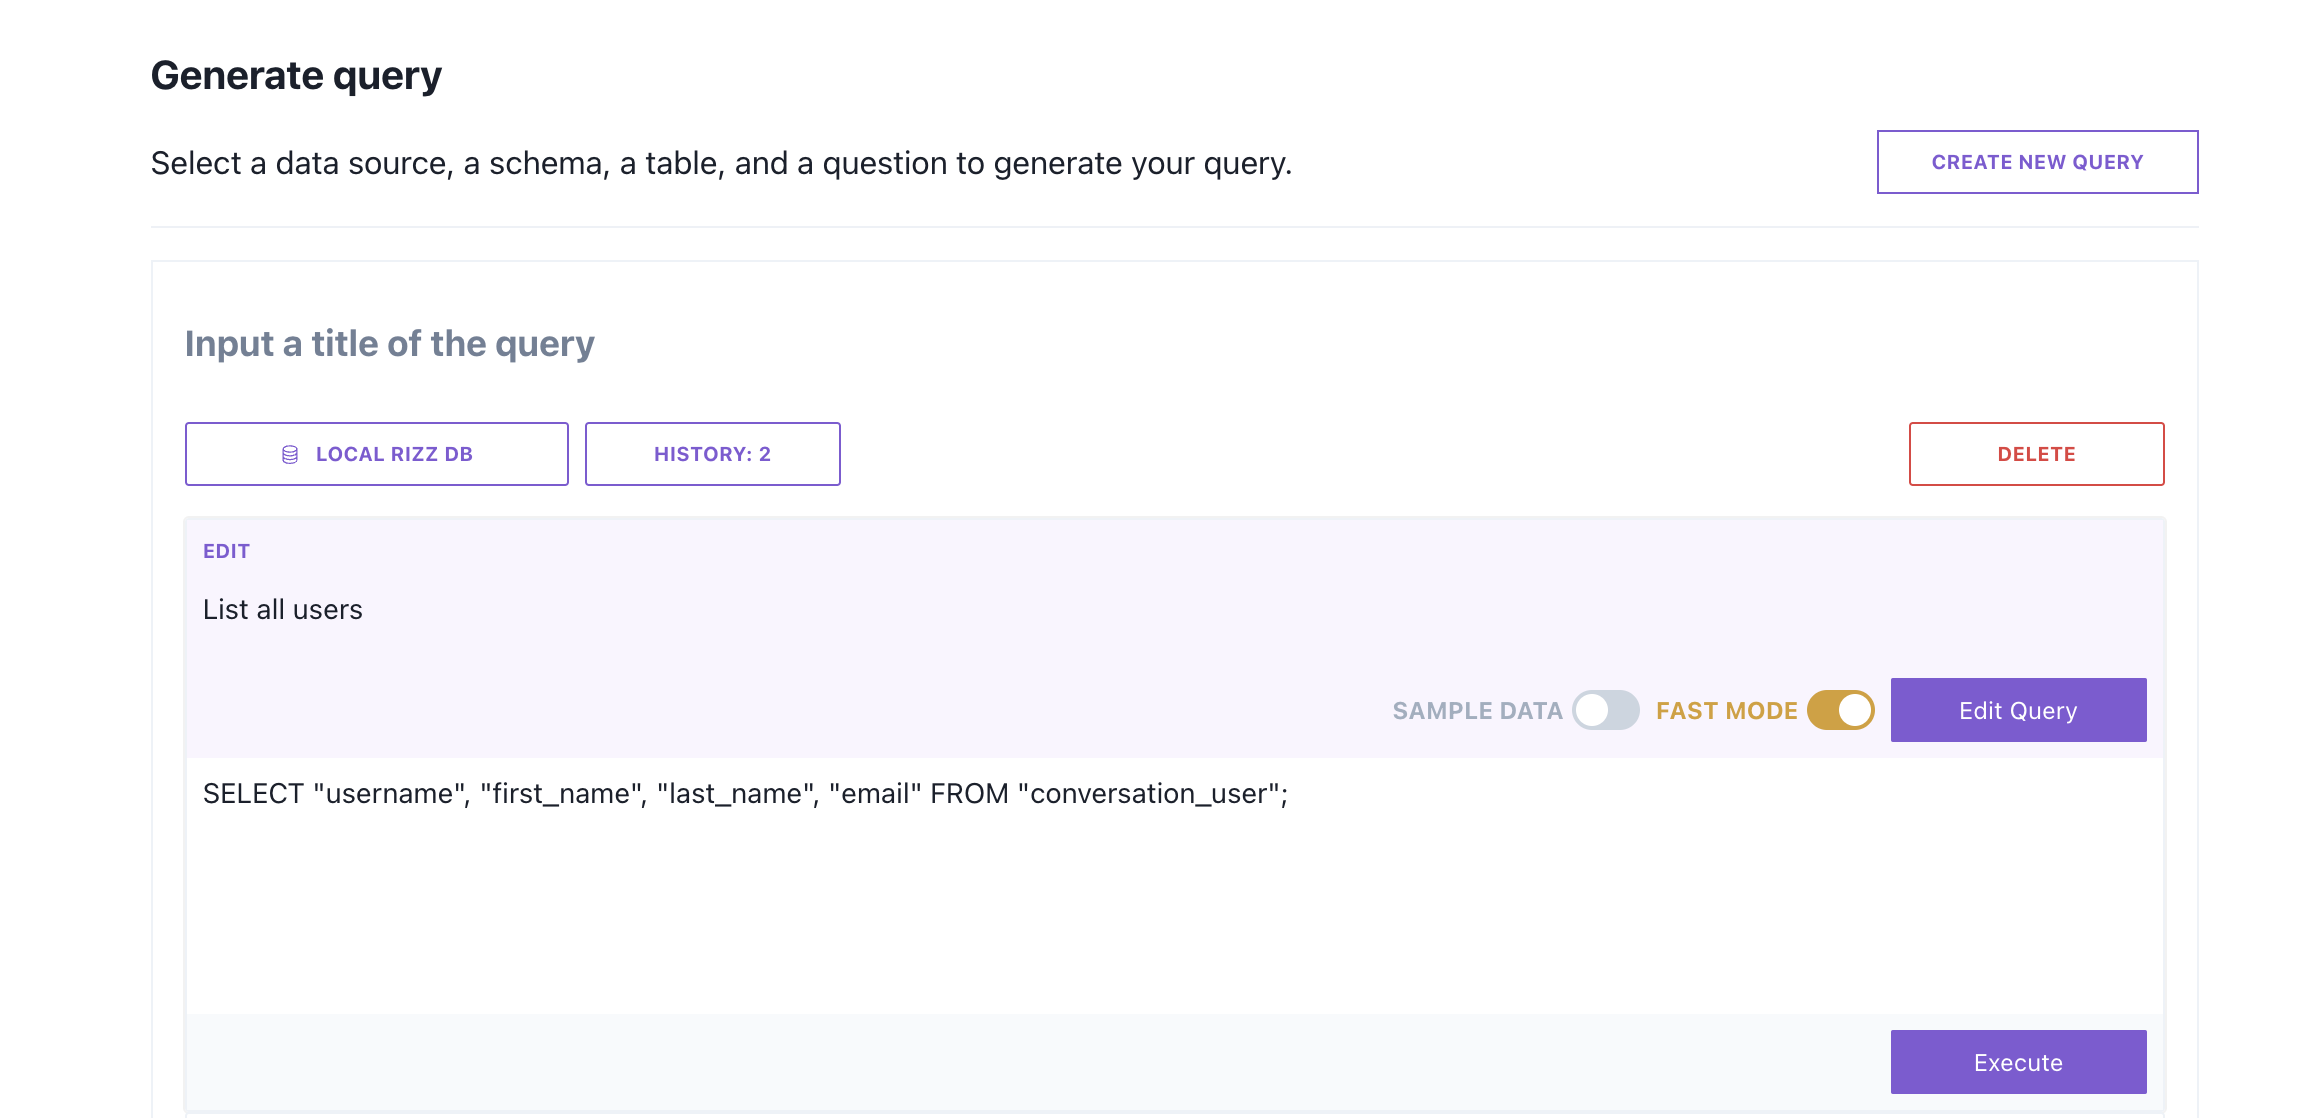 Generate query
Select a data source, a schema, a table, and a question to generate your query.
CREATE NEW QUERY
Input a title of the query
LOCAL RIZZ DB
HISTORY: 2
DELETE
EDIT
List all users
SAMPLE DATA
FAST MODE
Edit Query
SELECT "username", "first_name", "last_name", "email" FROM "conversation_user";
Execute